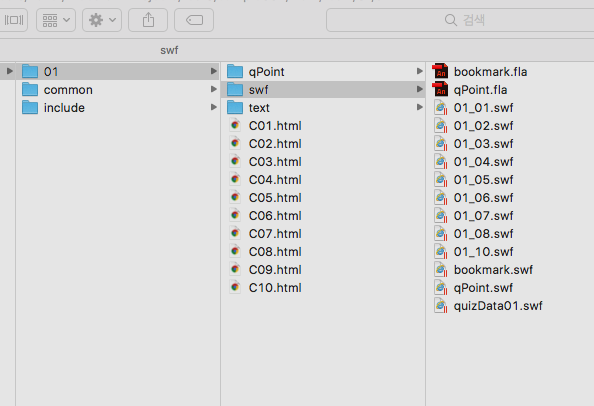 검색
swf
01
common
include
qPoint
swf
text
C01.html
C02.html
C03.html
C04.html
C05.html
C06.html
C07.html
C08.html
C09.html
C10.html
bookmark.fla
qPoint.fla
01_01.swf
01_02.swf
01_03.swf
01_04.swf
01_05.swf
01_06.swf
01_07.swf
01_08.swf
01_10.swf
bookmark.swf
qPoint.swf
quizData01.swf